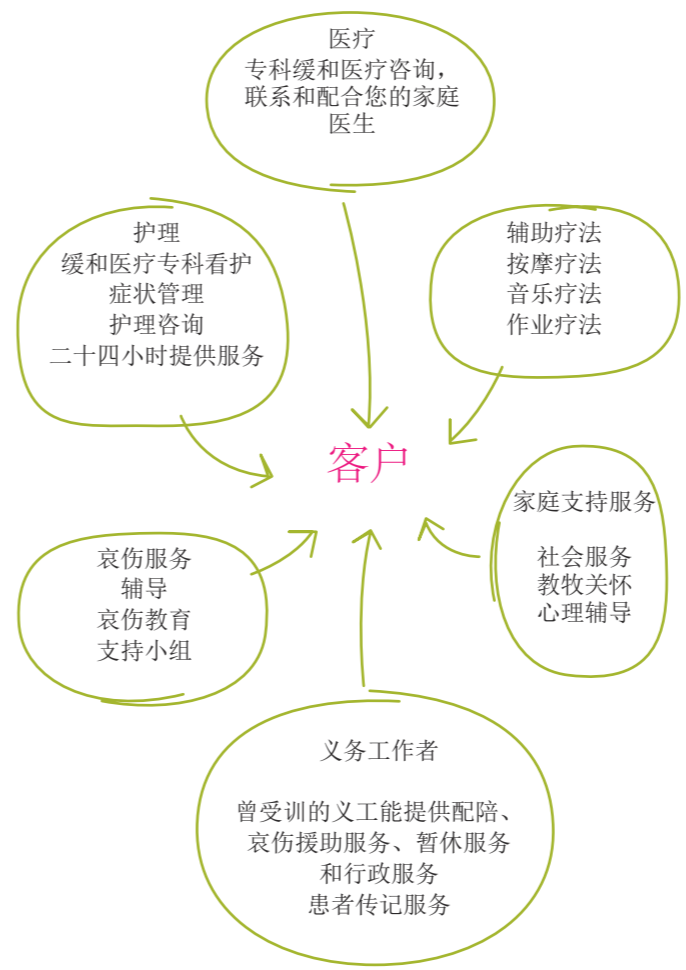 医疗
专科缓和医疗咨询，
联系和配合您的家庭
医生
护理
缓和医疗专科看护
症状管理
护理咨询
二十四小时提供服务
辅助疗法
按摩疗法
音乐疗法
作业疗法
客户
家庭支持服务
社会服务
教牧关怀
心理辅导
哀伤服务
辅导
哀伤教育
支持小组
义务工作者
曾受训的义工能提供配陪、
哀伤援助服务、暂休服务
和行政服务
患者传记服务